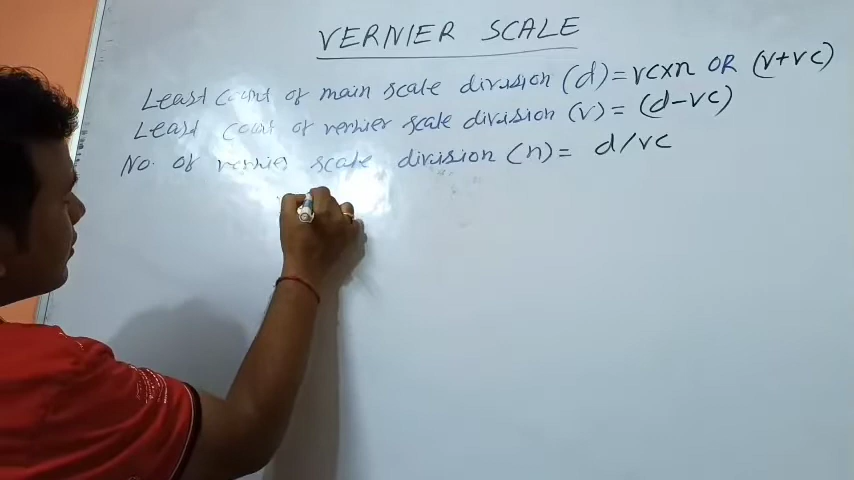 VERNIER SCALE
Least count of main scale division (d)=vcxn OR (v+vc)
Least count of vernier scale division (v) = (d-vc)
No. of vernier scale division (n)= d/vc